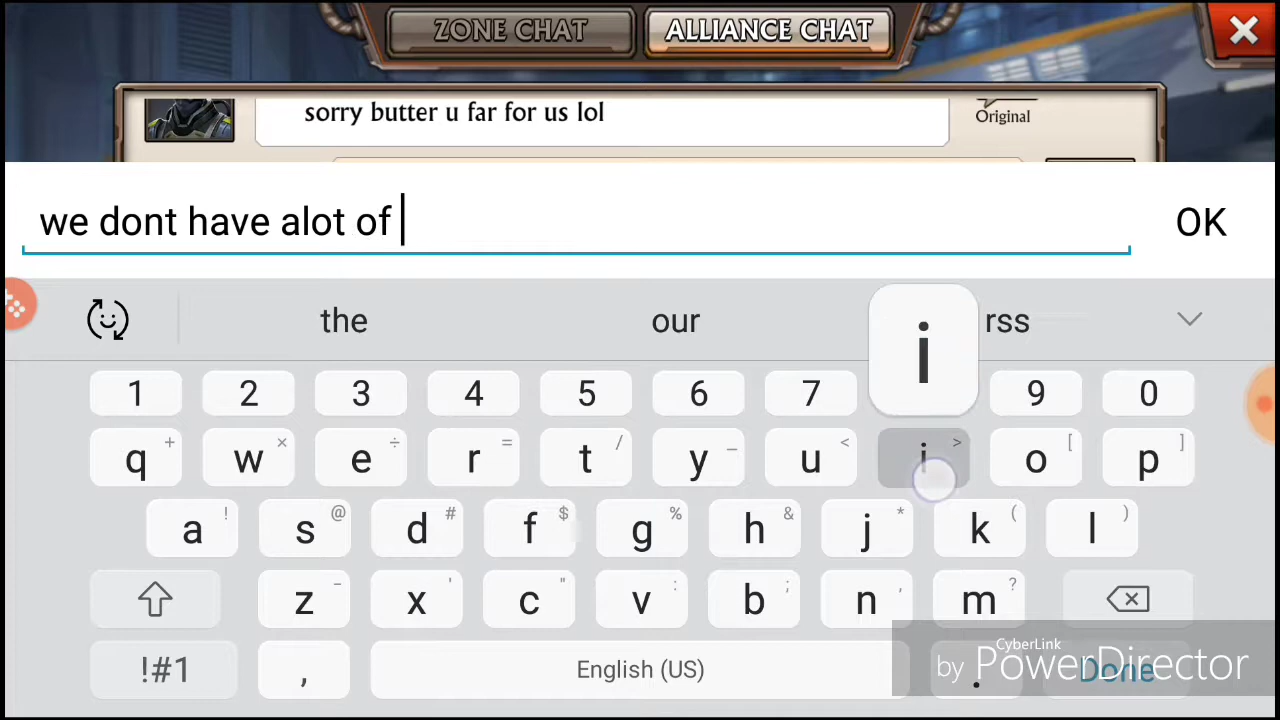 ZONE CHAT
ALLIANCE CHAT
sorry butter u far for us lol
Original
we dont have alot of
OK
the our rss
i
1 2 3 4 5 6 7 9 0
q + w × e ÷ r = t / y _ u < i > o [ p ]
a ! s @ d # f $ g % h & j * k ( l )
z - x ' c " v : b ; n , m ?
!#1 , English (US) . Done
CyberLink
by PowerDirector